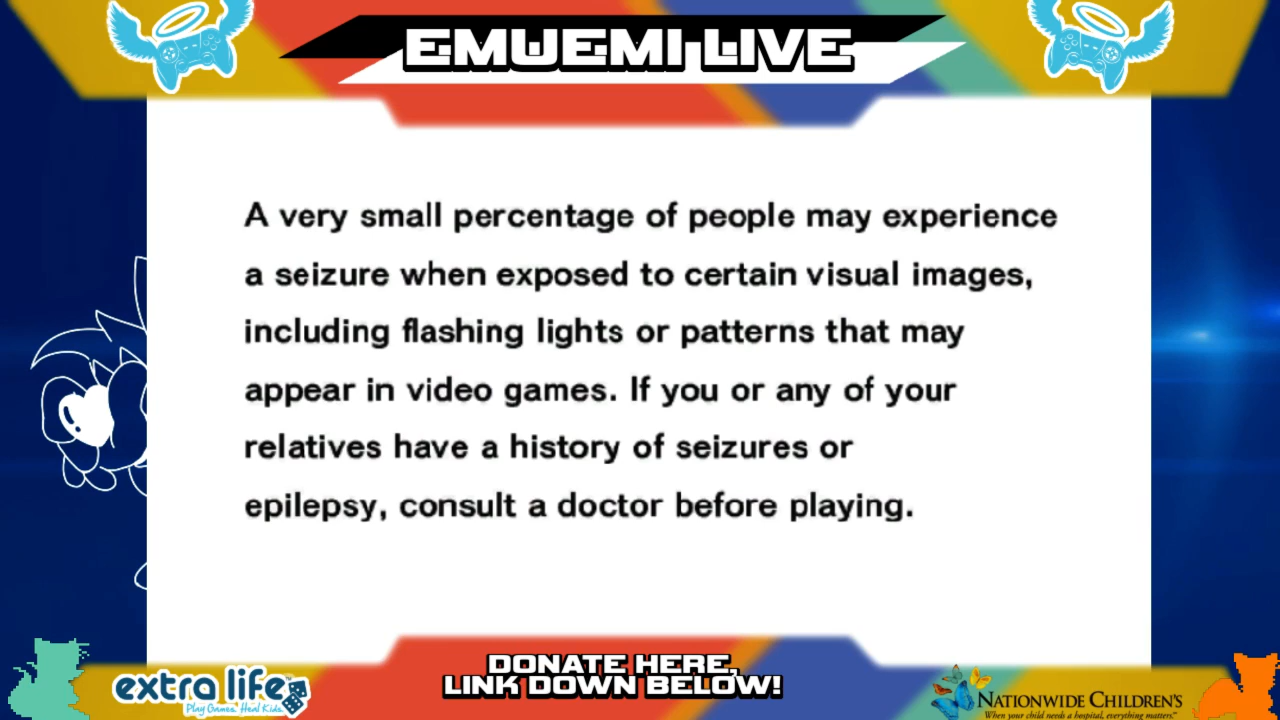 EMUEMI LIVE
A very small percentage of people may experience
a seizure when exposed to certain visual images,
including flashing lights or patterns that may
appear in video games. If you or any of your
relatives have a history of seizures or
epilepsy, consult a doctor before playing.
DONATE HERE,
LINK DOWN BELOW!
extra life
Play Games. Heal Kids.
NATIONWIDE CHILDREN'S
When your child needs a hospital, everything matters.™